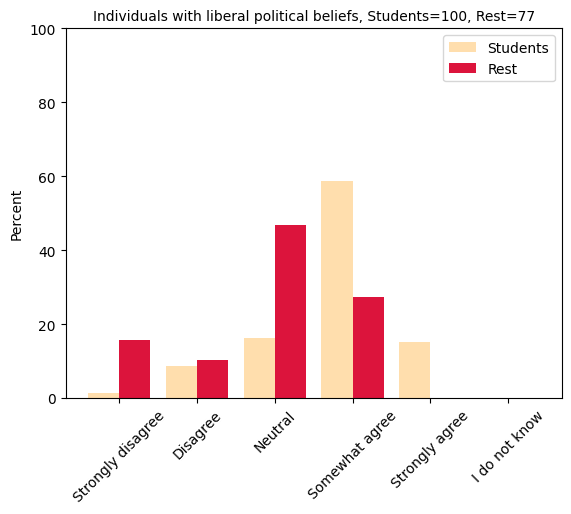 Individuals with liberal political beliefs, Students=100, Rest=77
100
80
60
40
20
0
Percent
Students
Rest
Strongly disagree
Disagree
Neutral
Somewhat agree
Strongly agree
I do not know